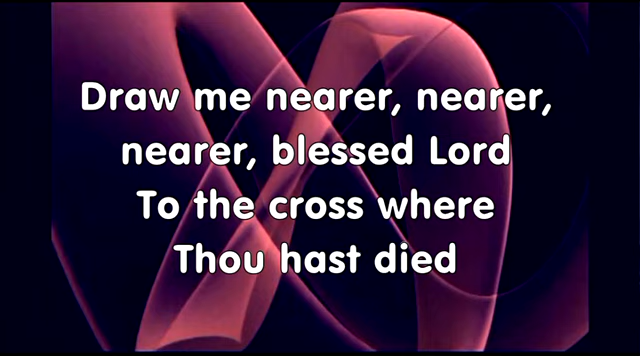 Draw me nearer, nearer,
nearer, blessed Lord
To the cross where
Thou hast died